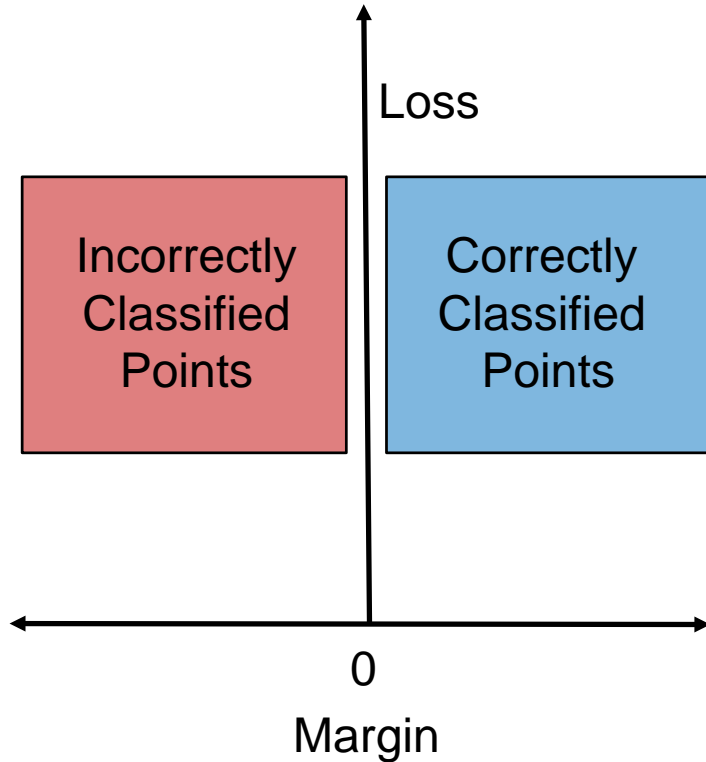 Loss
Incorrectly
Classified
Points
Correctly
Classified
Points
0
Margin